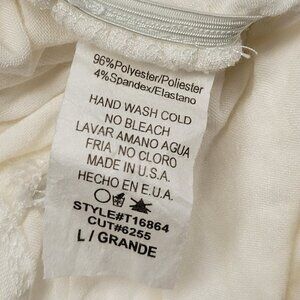 96%Polyester/Poliester
4%Spandex/Elastano
HAND WASH COLD
NO BLEACH
LAVAR AMANO AGUA
FRIA NO CLORO
MADE IN U.S.A.
HECHO EN E.U.A.
STYLE#T16864
CUT#6255
L / GRANDE